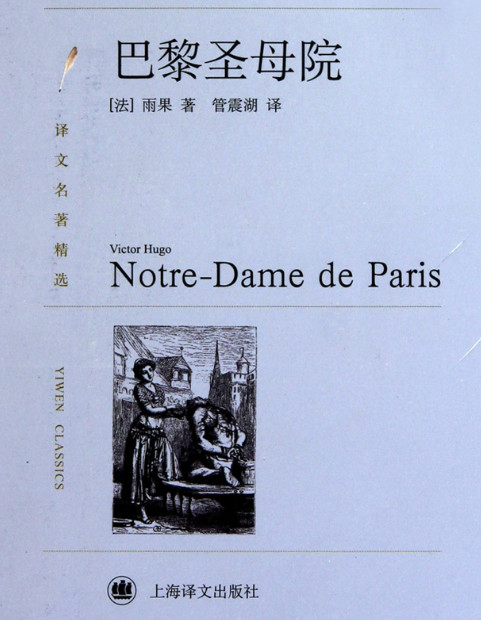 巴黎圣母院
[法] 雨果 著 管震湖 译
译文名著精选
Victor Hugo
Notre-Dame de Paris
YIWEN CLASSICS
上海译文出版社